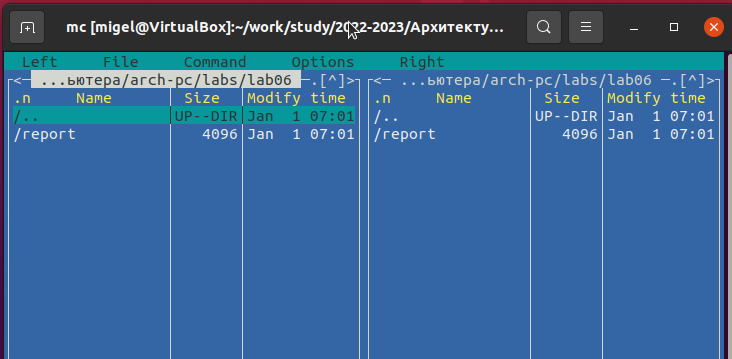 mc [migel@VirtualBox]:~/work/study/2022-2023/Архитекту...
Left File Command Options Right
<─ ...ьютера/arch-pc/labs/lab06 ─.[^]> <─ ...ьютера/arch-pc/labs/lab06 ─.[^]>
.n Name Size Modify time .n Name Size Modify time
/.. UP--DIR Jan 1 07:01 /.. UP--DIR Jan 1 07:01
/report 4096 Jan 1 07:01 /report 4096 Jan 1 07:01